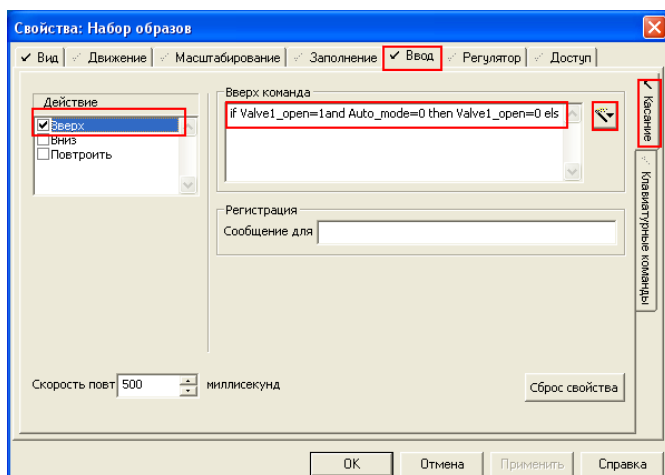 Свойства: Набор образов
Вид Движение Масштабирование Заполнение Ввод Регулятор Доступ
Действие
Вверх
Вниз
Повтроить
Вверх команда
if Valve1_open=1and Auto_mode=0 then Valve1_open=0 els
Регистрация
Сообщение для
Касание
Клавиатурные команды
Скорость повт 500 миллисекунд
Сброс свойства
ОК Отмена Применить Справка